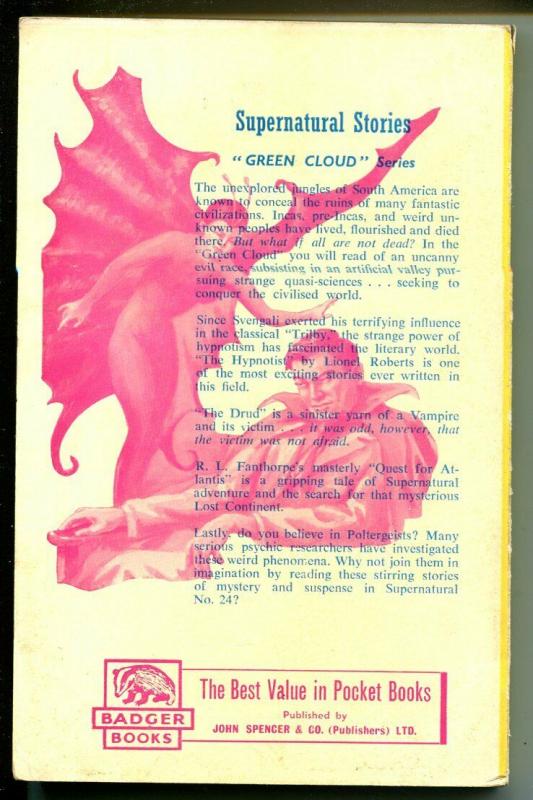 Supernatural Stories
"GREEN CLOUD" Series
The unexplored jungles of South America are
known to conceal the ruins of many fantastic
civilizations. Incas, pre-Incas, and weird un-
known peoples have lived, flourished and died
there. But what if all are not dead? In the
"Green Cloud" you will read of an uncanny
evil race, subsisting in an artificial valley pur-
suing strange quasi-sciences . . . seeking to
conquer the civilised world.
Since Svengali exerted his terrifying influence
in the classical "Trilby," the strange power of
hypnotism has fascinated the literary world.
"The Hypnotist" by Lionel Roberts is one
of the most exciting stories ever written in
this field.
"The Drud" is a sinister yarn of a Vampire
and its victim . . . it was odd, however, that
the victim was not afraid.
R. L. Fanthorpe's masterly "Quest for At-
lantis" is a gripping tale of Supernatural
adventure and the search for that mysterious
Lost Continent.
Lastly, do you believe in Poltergeists? Many
serious psychic researchers have investigated
these weird phenomena. Why not join them in
imagination by reading these stirring stories
of mystery and suspense in Supernatural
No. 24?
BADGER
BOOKS
The Best Value in Pocket Books
Published by
JOHN SPENCER & CO. (Publishers) LTD.